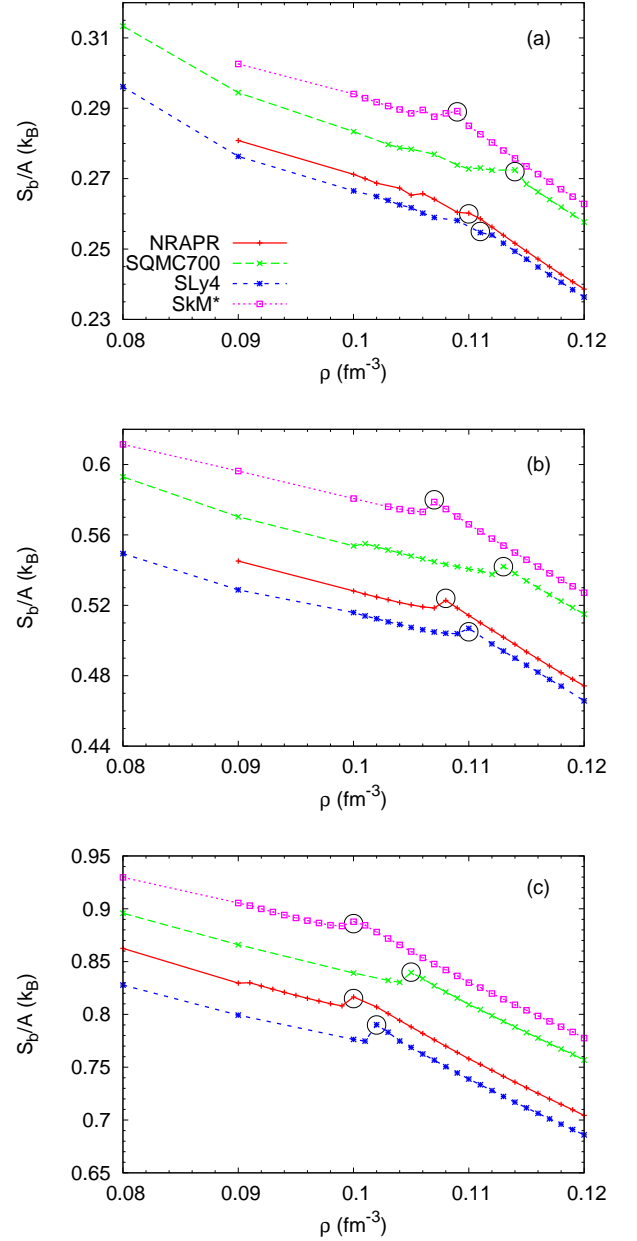 (a)
0.31
0.29
0.27
0.25
0.23
S_b/A (k_B)
NRAPR
SQMC700
SLy4
SkM*
0.08 0.09 0.1 0.11 0.12
ρ (fm⁻³)
(b)
0.6
0.56
0.52
0.48
0.44
S_b/A (k_B)
0.08 0.09 0.1 0.11 0.12
ρ (fm⁻³)
(c)
0.95
0.9
0.85
0.8
0.75
0.7
0.65
S_b/A (k_B)
0.08 0.09 0.1 0.11 0.12
ρ (fm⁻³)